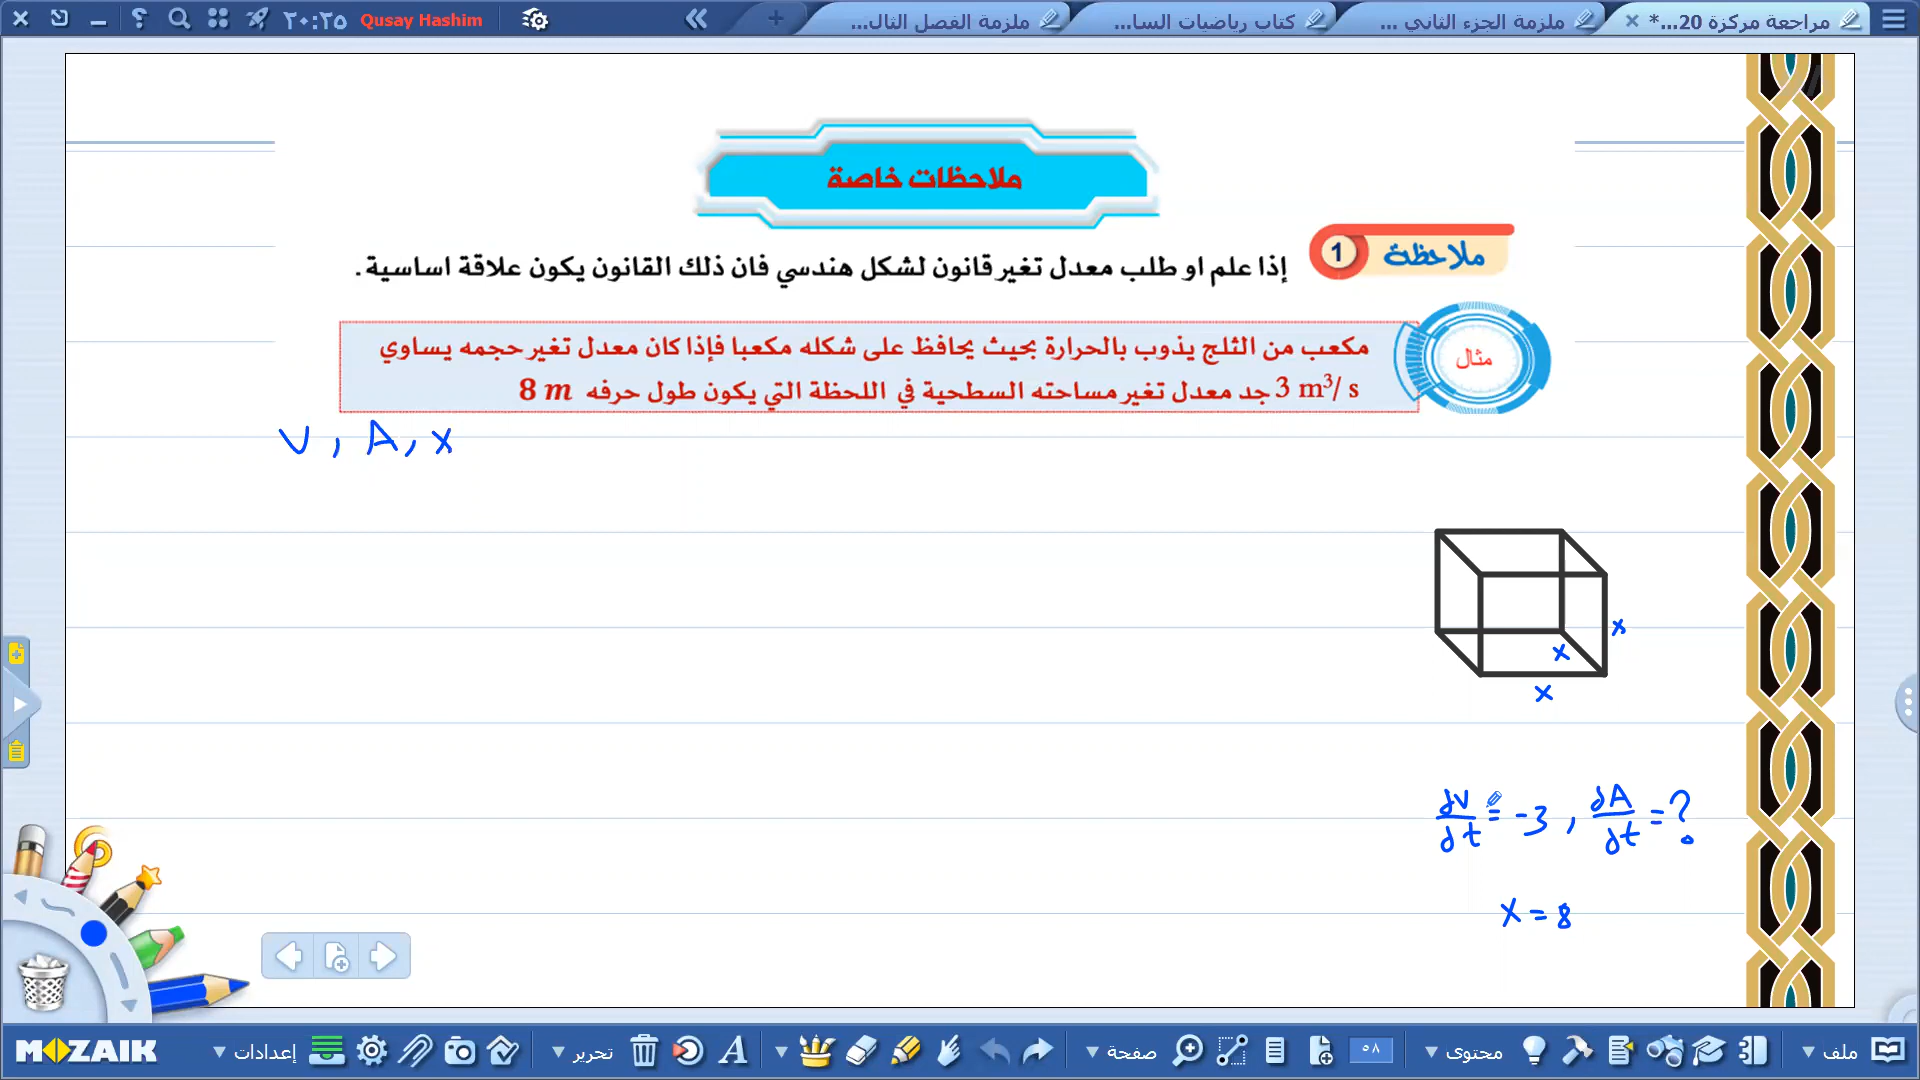 ٢٠:٢٥ Qusay Hashim
مراجعة مركزة 20...*
ملزمة الجزء الثاني ...
كتاب رياضيات السا...
ملزمة الفصل الثال...
ملاحظات خاصة
ملاحظة 1
إذا علم او طلب معدل تغير قانون لشكل هندسي فان ذلك القانون يكون علاقة اساسية .
مثال
مكعب من الثلج يذوب بالحرارة بحيث يحافظ على شكله مكعبا فإذا كان معدل تغير حجمه يساوي
3 m³/ s جد معدل تغير مساحته السطحية في اللحظة التي يكون طول حرفه 8 m
V , A , x
x
x
x
dv/dt = -3 , dA/dt = ?
x = 8
MOZAIK
إعدادات
تحرير
صفحة
٥٨
محتوى
ملف